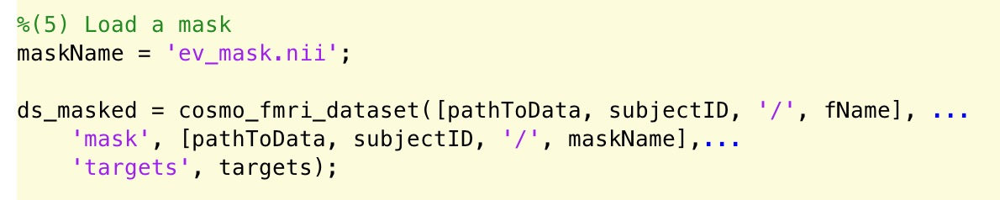 %(5) Load a mask
maskName = 'ev_mask.nii';
ds_masked = cosmo_fmri_dataset([pathToData, subjectID, '/', fName], ...
    'mask', [pathToData, subjectID, '/', maskName],...
    'targets', targets);